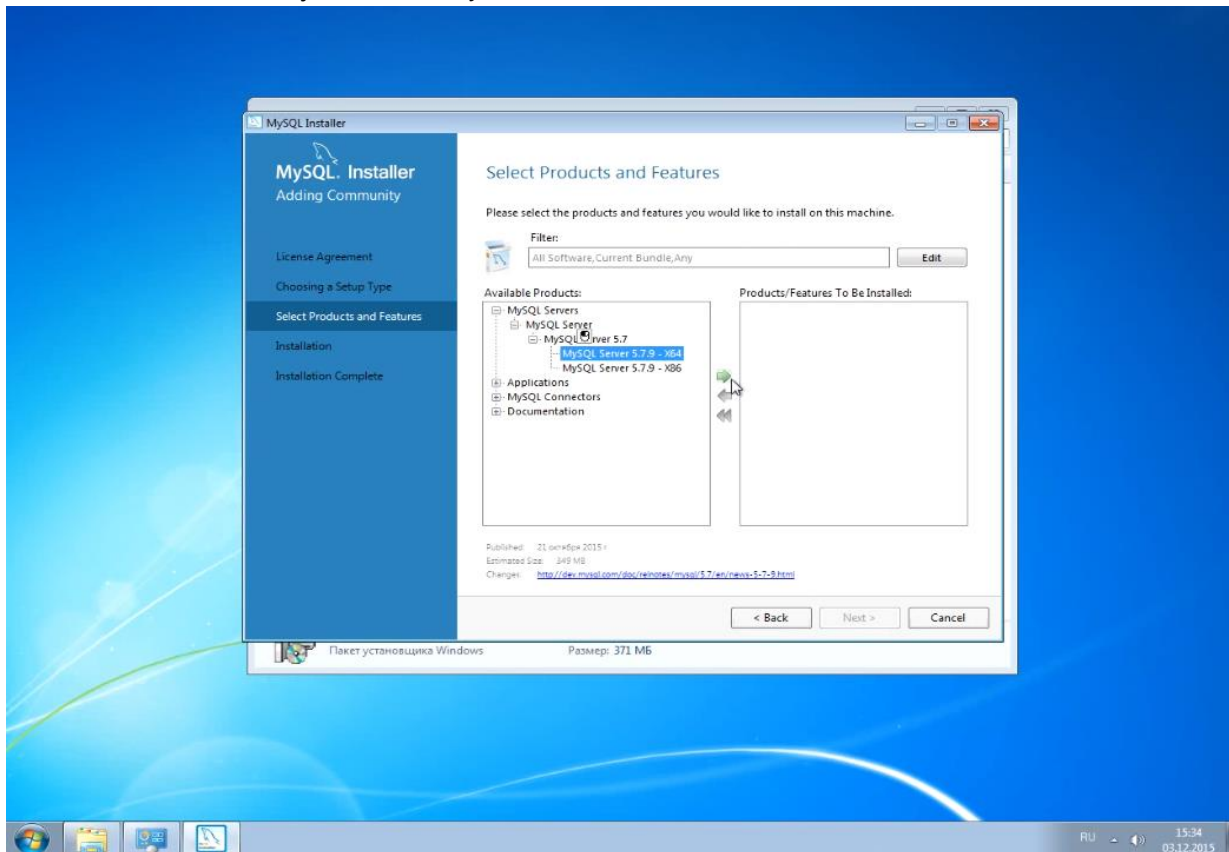 MySQL Installer
MySQL. Installer
Adding Community
License Agreement
Choosing a Setup Type
Select Products and Features
Installation
Installation Complete
Select Products and Features
Please select the products and features you would like to install on this machine.
Filter:
All Software,Current Bundle,Any
Edit
Available Products:
MySQL Servers
MySQL Server
MySQL rver 5.7
MySQL Server 5.7.9 - X64
MySQL Server 5.7.9 - X86
Applications
MySQL Connectors
Documentation
Products/Features To Be Installed:
Published: 21 октября 2015 г
Estimated Size: 349 MB
Changes: http://dev.mysql.com/doc/relnotes/mysql/5.7/en/news-5-7-9.html
< Back
Next >
Cancel
Пакет установщика Windows
Размер: 371 МБ
RU
15:34
03.12.2015